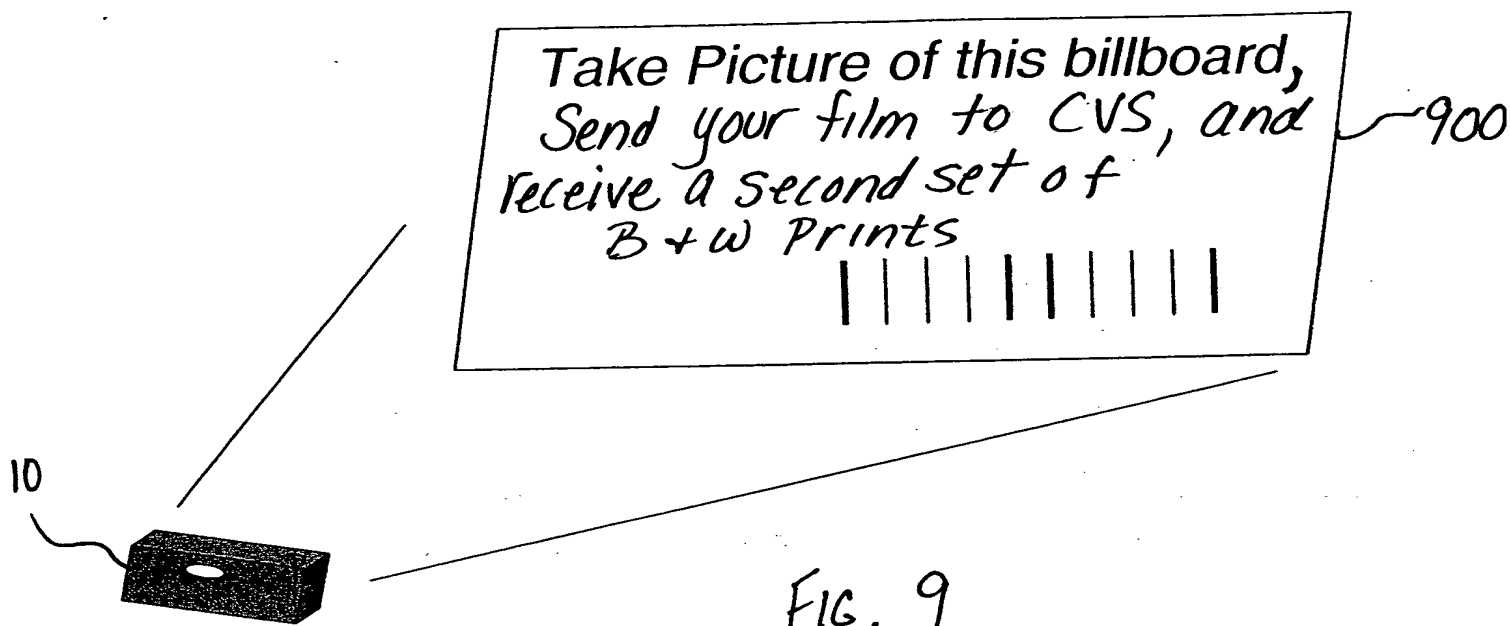 Take Picture of this billboard,
Send your film to CVS, and
receive a second set of
B + W Prints
900
10
FIG. 9